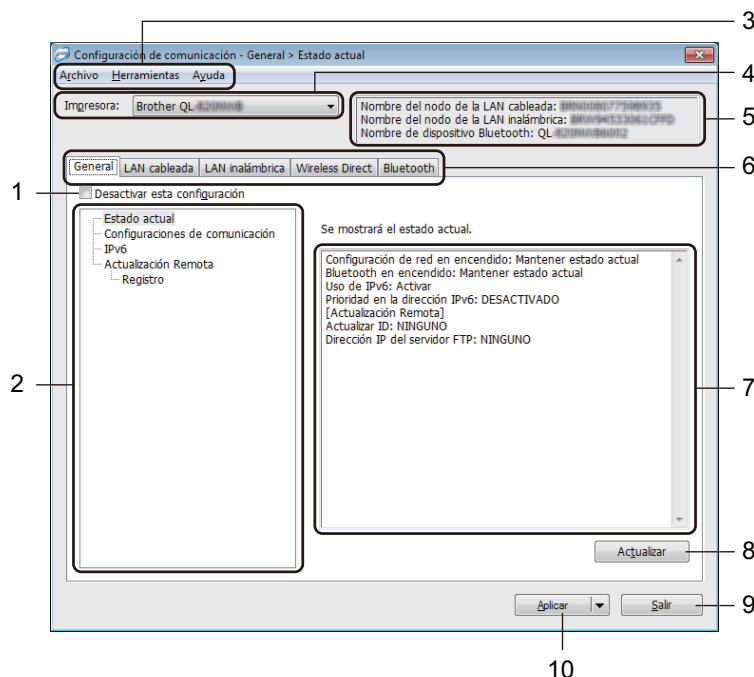 3
Configuración de comunicación - General > Estado actual
4
Archivo Herramientas Ayuda
Impresora: Brother QL-
Nombre del nodo de la LAN cableada:
Nombre del nodo de la LAN inalámbrica:
Nombre de dispositivo Bluetooth: QL-
5
General LAN cableada LAN inalámbrica Wireless Direct Bluetooth
6
1
Desactivar esta configuración
Estado actual
Configuraciones de comunicación
IPv6
Actualización Remota
Registro
2
Se mostrará el estado actual.
Configuración de red en encendido: Mantener estado actual
Bluetooth en encendido: Mantener estado actual
Uso de IPv6: Activar
Prioridad en la dirección IPv6: DESACTIVADO
[Actualización Remota]
Actualizar ID: NINGUNO
Dirección IP del servidor FTP: NINGUNO
7
Actualizar
8
Aplicar
Salir
9
10